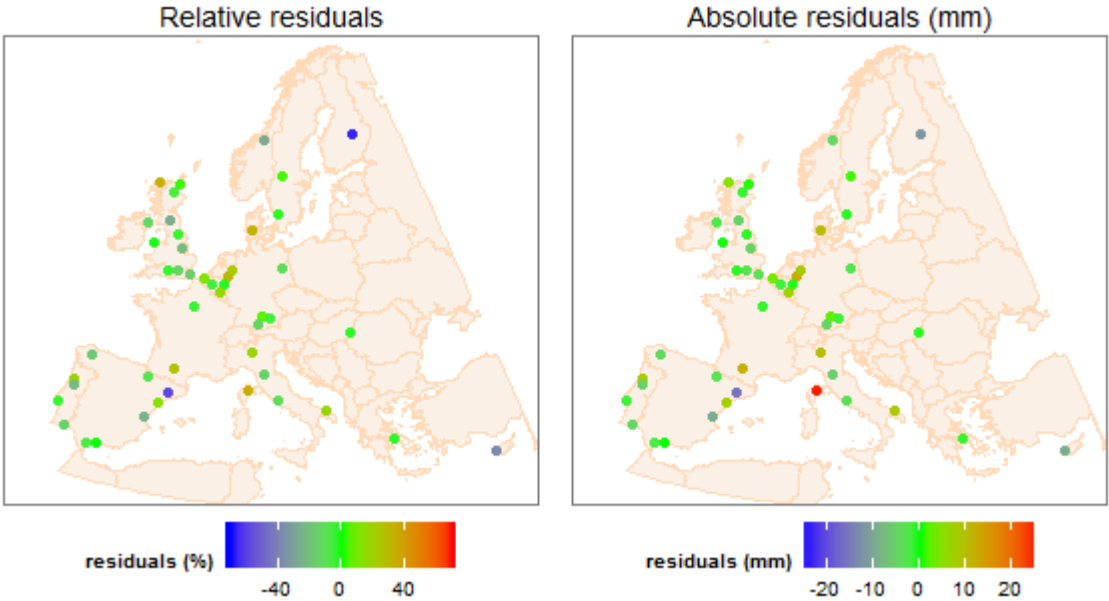 Relative residuals
Absolute residuals (mm)
residuals (%)
-40 0 40
residuals (mm)
-20 -10 0 10 20